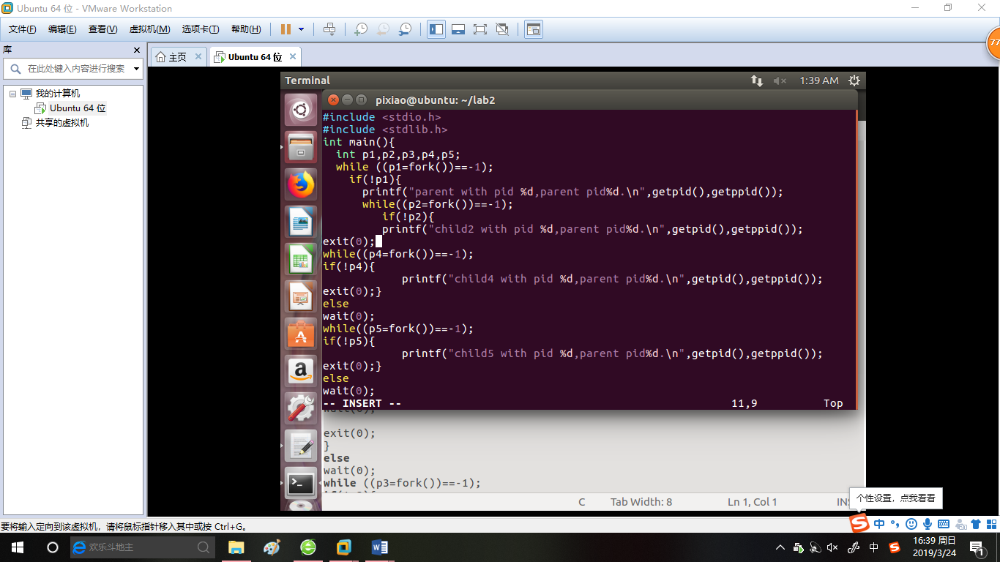 Ubuntu 64 位 - VMware Workstation
文件(F) 编辑(E) 查看(V) 虚拟机(M) 选项卡(T) 帮助(H)
77
库
主页
Ubuntu 64 位
在此处键入内容进行搜索
我的计算机
Ubuntu 64 位
共享的虚拟机
Terminal
1:39 AM
pixiao@ubuntu: ~/lab2
#include <stdio.h>
#include <stdlib.h>
int main(){
int p1,p2,p3,p4,p5;
while ((p1=fork())==-1);
if(!p1){
printf("parent with pid %d,parent pid%d.\n",getpid(),getppid());
while((p2=fork())==-1);
if(!p2){
printf("child2 with pid %d,parent pid%d.\n",getpid(),getppid());
exit(0);
while((p4=fork())==-1);
if(!p4){
printf("child4 with pid %d,parent pid%d.\n",getpid(),getppid());
exit(0);}
else
wait(0);
while((p5=fork())==-1);
if(!p5){
printf("child5 with pid %d,parent pid%d.\n",getpid(),getppid());
exit(0);}
else
wait(0);
-- INSERT -- 11,9 Top
wait(0);
exit(0);
}
else
wait(0);
while ((p3=fork())==-1);
C Tab Width: 8 Ln 1, Col 1 INS
个性设置，点我看看
要将输入定向到该虚拟机，请将鼠标指针移入其中或按 Ctrl+G。
中
欢乐斗地主
中
16:39 周日
2019/3/24
1